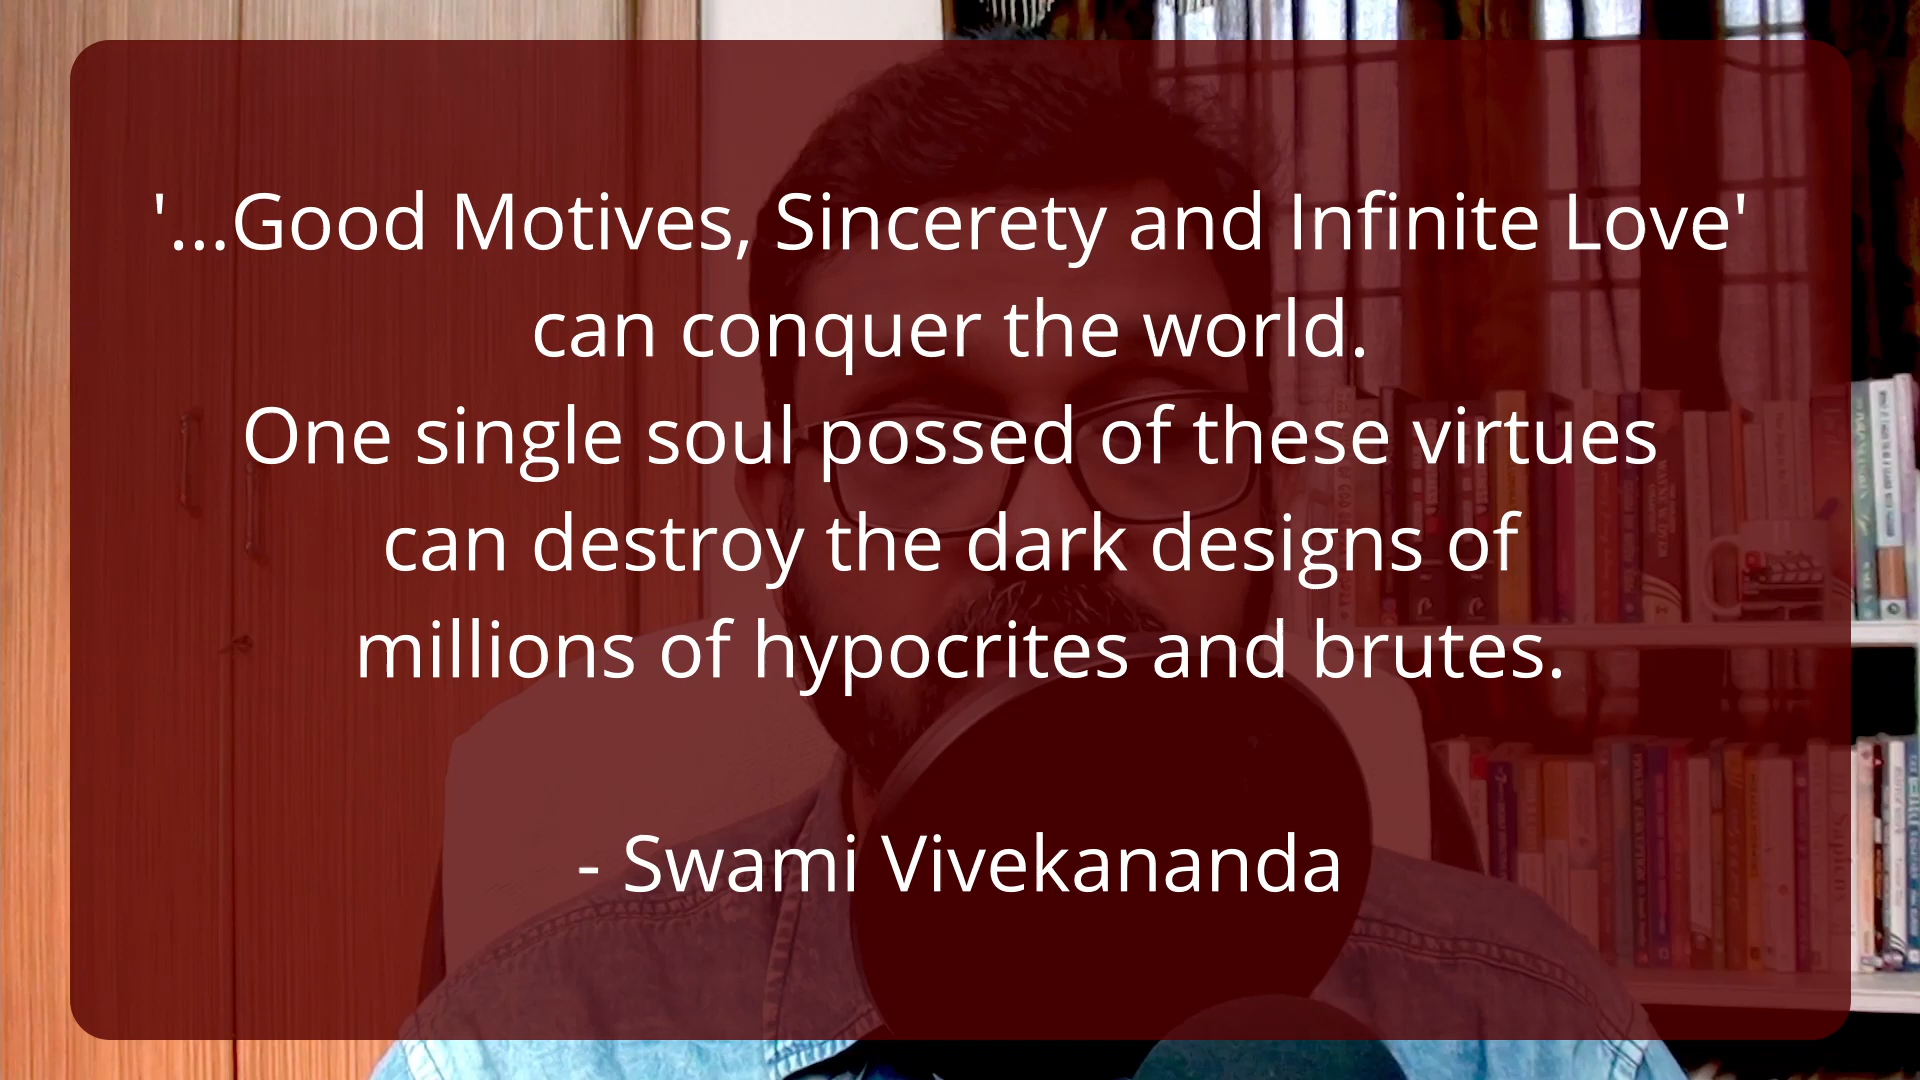 '...Good Motives, Sincerety and Infinite Love'
can conquer the world.
One single soul possed of these virtues
can destroy the dark designs of
millions of hypocrites and brutes.
- Swami Vivekananda